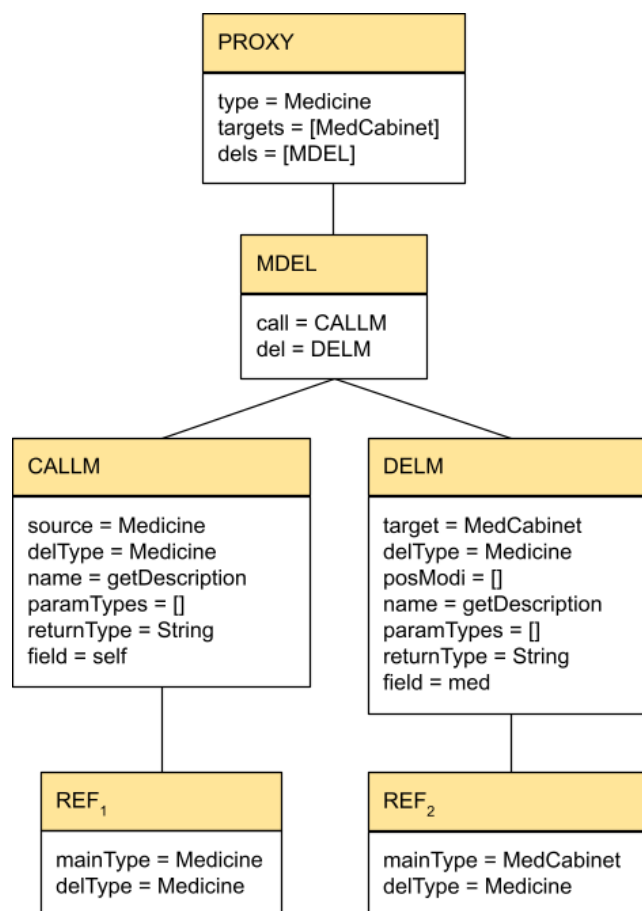 PROXY
type = Medicine
targets = [MedCabinet]
dels = [MDEL]
MDEL
call = CALLM
del = DELM
CALLM
source = Medicine
delType = Medicine
name = getDescription
paramTypes = []
returnType = String
field = self
DELM
target = MedCabinet
delType = Medicine
posModi = []
name = getDescription
paramTypes = []
returnType = String
field = med
REF₁
mainType = Medicine
delType = Medicine
REF₂
mainType = MedCabinet
delType = Medicine